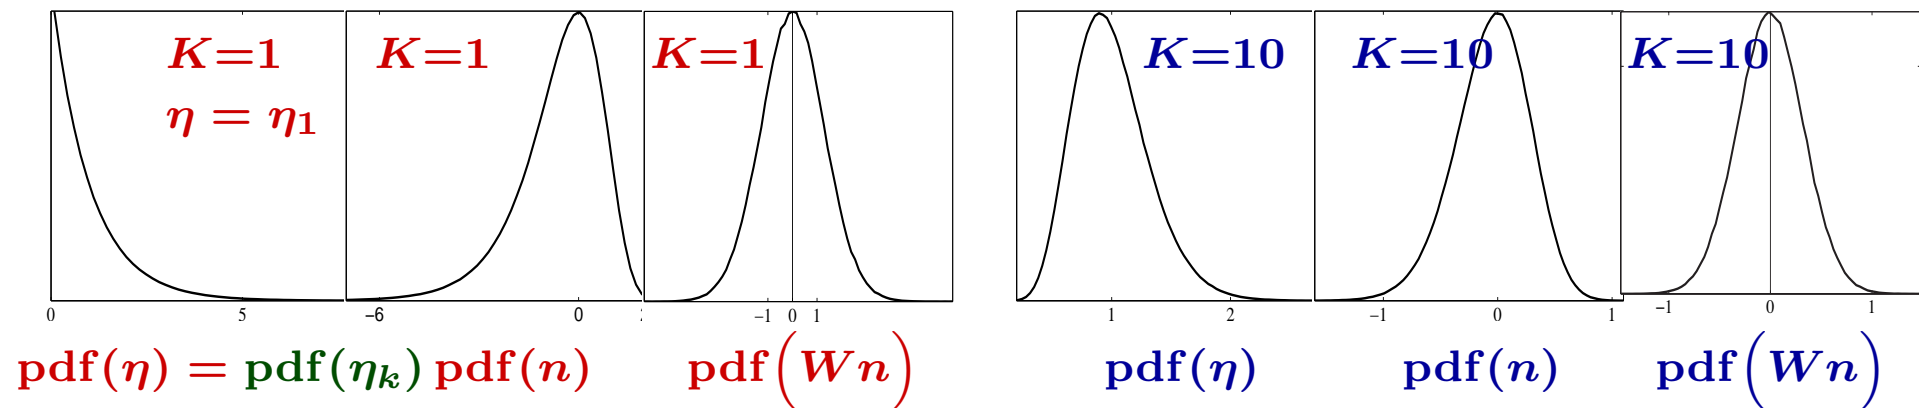 K=1 K=1 K=1 K=10 K=10 K=10
η = η₁
0 5 −6 0 −1 0 1 1 2 −1 0 1 −1 0 1
pdf(η) = pdf(ηₖ) pdf(n) pdf(Wn) pdf(η) pdf(n) pdf(Wn)